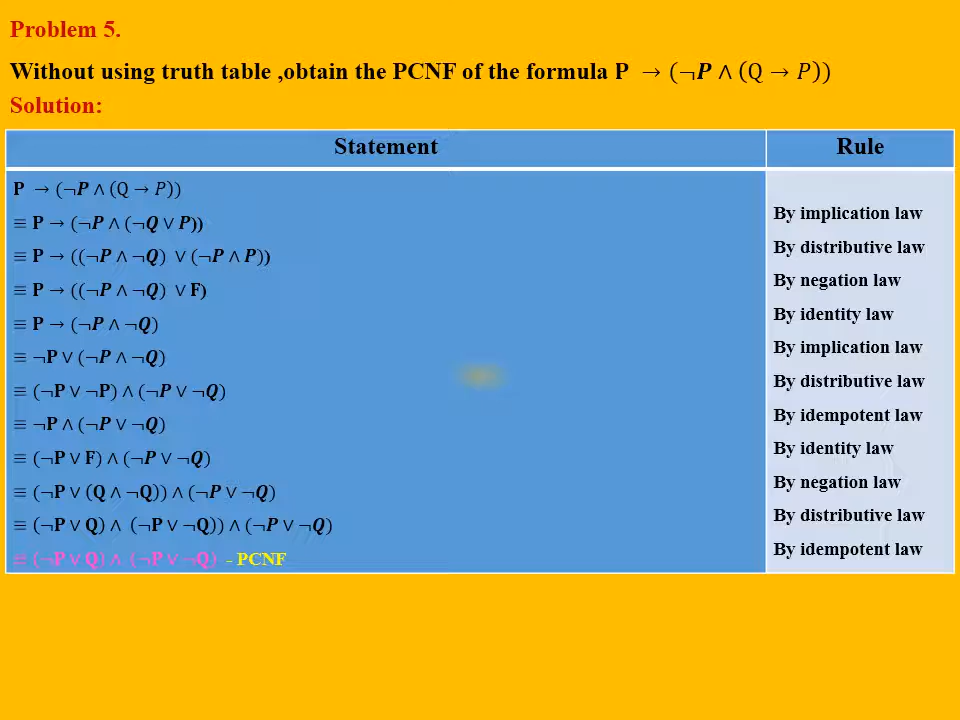 Problem 5.
Without using truth table ,obtain the PCNF of the formula P → (¬P ∧ (Q → P))
Solution:
Statement Rule
P → (¬P ∧ (Q → P))
≡ P → (¬P ∧ (¬Q ∨ P)) By implication law
≡ P → ((¬P ∧ ¬Q) ∨ (¬P ∧ P)) By distributive law
≡ P → ((¬P ∧ ¬Q) ∨ F) By negation law
≡ P → (¬P ∧ ¬Q) By identity law
≡ ¬P ∨ (¬P ∧ ¬Q) By implication law
≡ (¬P ∨ ¬P) ∧ (¬P ∨ ¬Q) By distributive law
≡ ¬P ∧ (¬P ∨ ¬Q) By idempotent law
≡ (¬P ∨ F) ∧ (¬P ∨ ¬Q) By identity law
≡ (¬P ∨ (Q ∧ ¬Q)) ∧ (¬P ∨ ¬Q) By negation law
≡ (¬P ∨ Q) ∧ (¬P ∨ ¬Q)) ∧ (¬P ∨ ¬Q) By distributive law
≡ (¬P ∨ Q) ∧ (¬P ∨ ¬Q) - PCNF By idempotent law